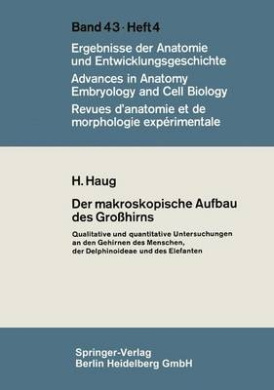 Band 43 · Heft 4
Ergebnisse der Anatomie
und Entwicklungsgeschichte
Advances in Anatomy
Embryology and Cell Biology
Revues d'anatomie et de
morphologie expérimentale
H. Haug
Der makroskopische Aufbau
des Großhirns
Qualitative und quantitative Untersuchungen
an den Gehirnen des Menschen,
der Delphinoideae und des Elefanten
Springer-Verlag
Berlin Heidelberg GmbH